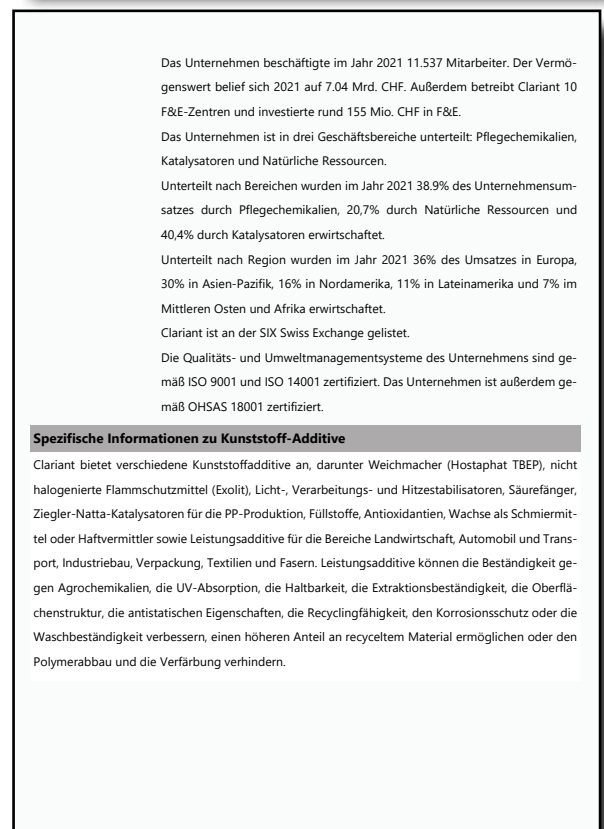 Das Unternehmen beschäftigte im Jahr 2021 11.537 Mitarbeiter. Der Vermö-
genswert belief sich 2021 auf 7.04 Mrd. CHF. Außerdem betreibt Clariant 10
F&E-Zentren und investierte rund 155 Mio. CHF in F&E.
Das Unternehmen ist in drei Geschäftsbereiche unterteilt: Pflegechemikalien,
Katalysatoren und Natürliche Ressourcen.
Unterteilt nach Bereichen wurden im Jahr 2021 38.9% des Unternehmensum-
satzes durch Pflegechemikalien, 20,7% durch Natürliche Ressourcen und
40,4% durch Katalysatoren erwirtschaftet.
Unterteilt nach Region wurden im Jahr 2021 36% des Umsatzes in Europa,
30% in Asien-Pazifik, 16% in Nordamerika, 11% in Lateinamerika und 7% im
Mittleren Osten und Afrika erwirtschaftet.
Clariant ist an der SIX Swiss Exchange gelistet.
Die Qualitäts- und Umweltmanagementsysteme des Unternehmens sind ge-
mäß ISO 9001 und ISO 14001 zertifiziert. Das Unternehmen ist außerdem ge-
mäß OHSAS 18001 zertifiziert.
Spezifische Informationen zu Kunststoff-Additive
Clariant bietet verschiedene Kunststoffadditive an, darunter Weichmacher (Hostaphat TBEP), nicht
halogenierte Flammschutzmittel (Exolit), Licht-, Verarbeitungs- und Hitzestabilisatoren, Säurefänger,
Ziegler-Natta-Katalysatoren für die PP-Produktion, Füllstoffe, Antioxidantien, Wachse als Schmiermit-
tel oder Haftvermittler sowie Leistungsadditive für die Bereiche Landwirtschaft, Automobil und Trans-
port, Industriebau, Verpackung, Textilien und Fasern. Leistungsadditive können die Beständigkeit ge-
gen Agrochemikalien, die UV-Absorption, die Haltbarkeit, die Extraktionsbeständigkeit, die Oberflä-
chenstruktur, die antistatischen Eigenschaften, die Recyclingfähigkeit, den Korrosionsschutz oder die
Waschbeständigkeit verbessern, einen höheren Anteil an recyceltem Material ermöglichen oder den
Polymerabbau und die Verfärbung verhindern.